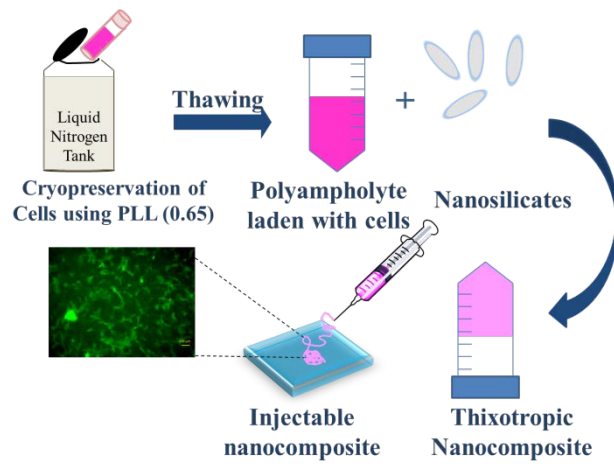 Liquid
Nitrogen
Tank
Thawing
+
Cryopreservation of
Cells using PLL (0.65)
Polyampholyte
laden with cells
Nanosilicates
Injectable
nanocomposite
Thixotropic
Nanocomposite